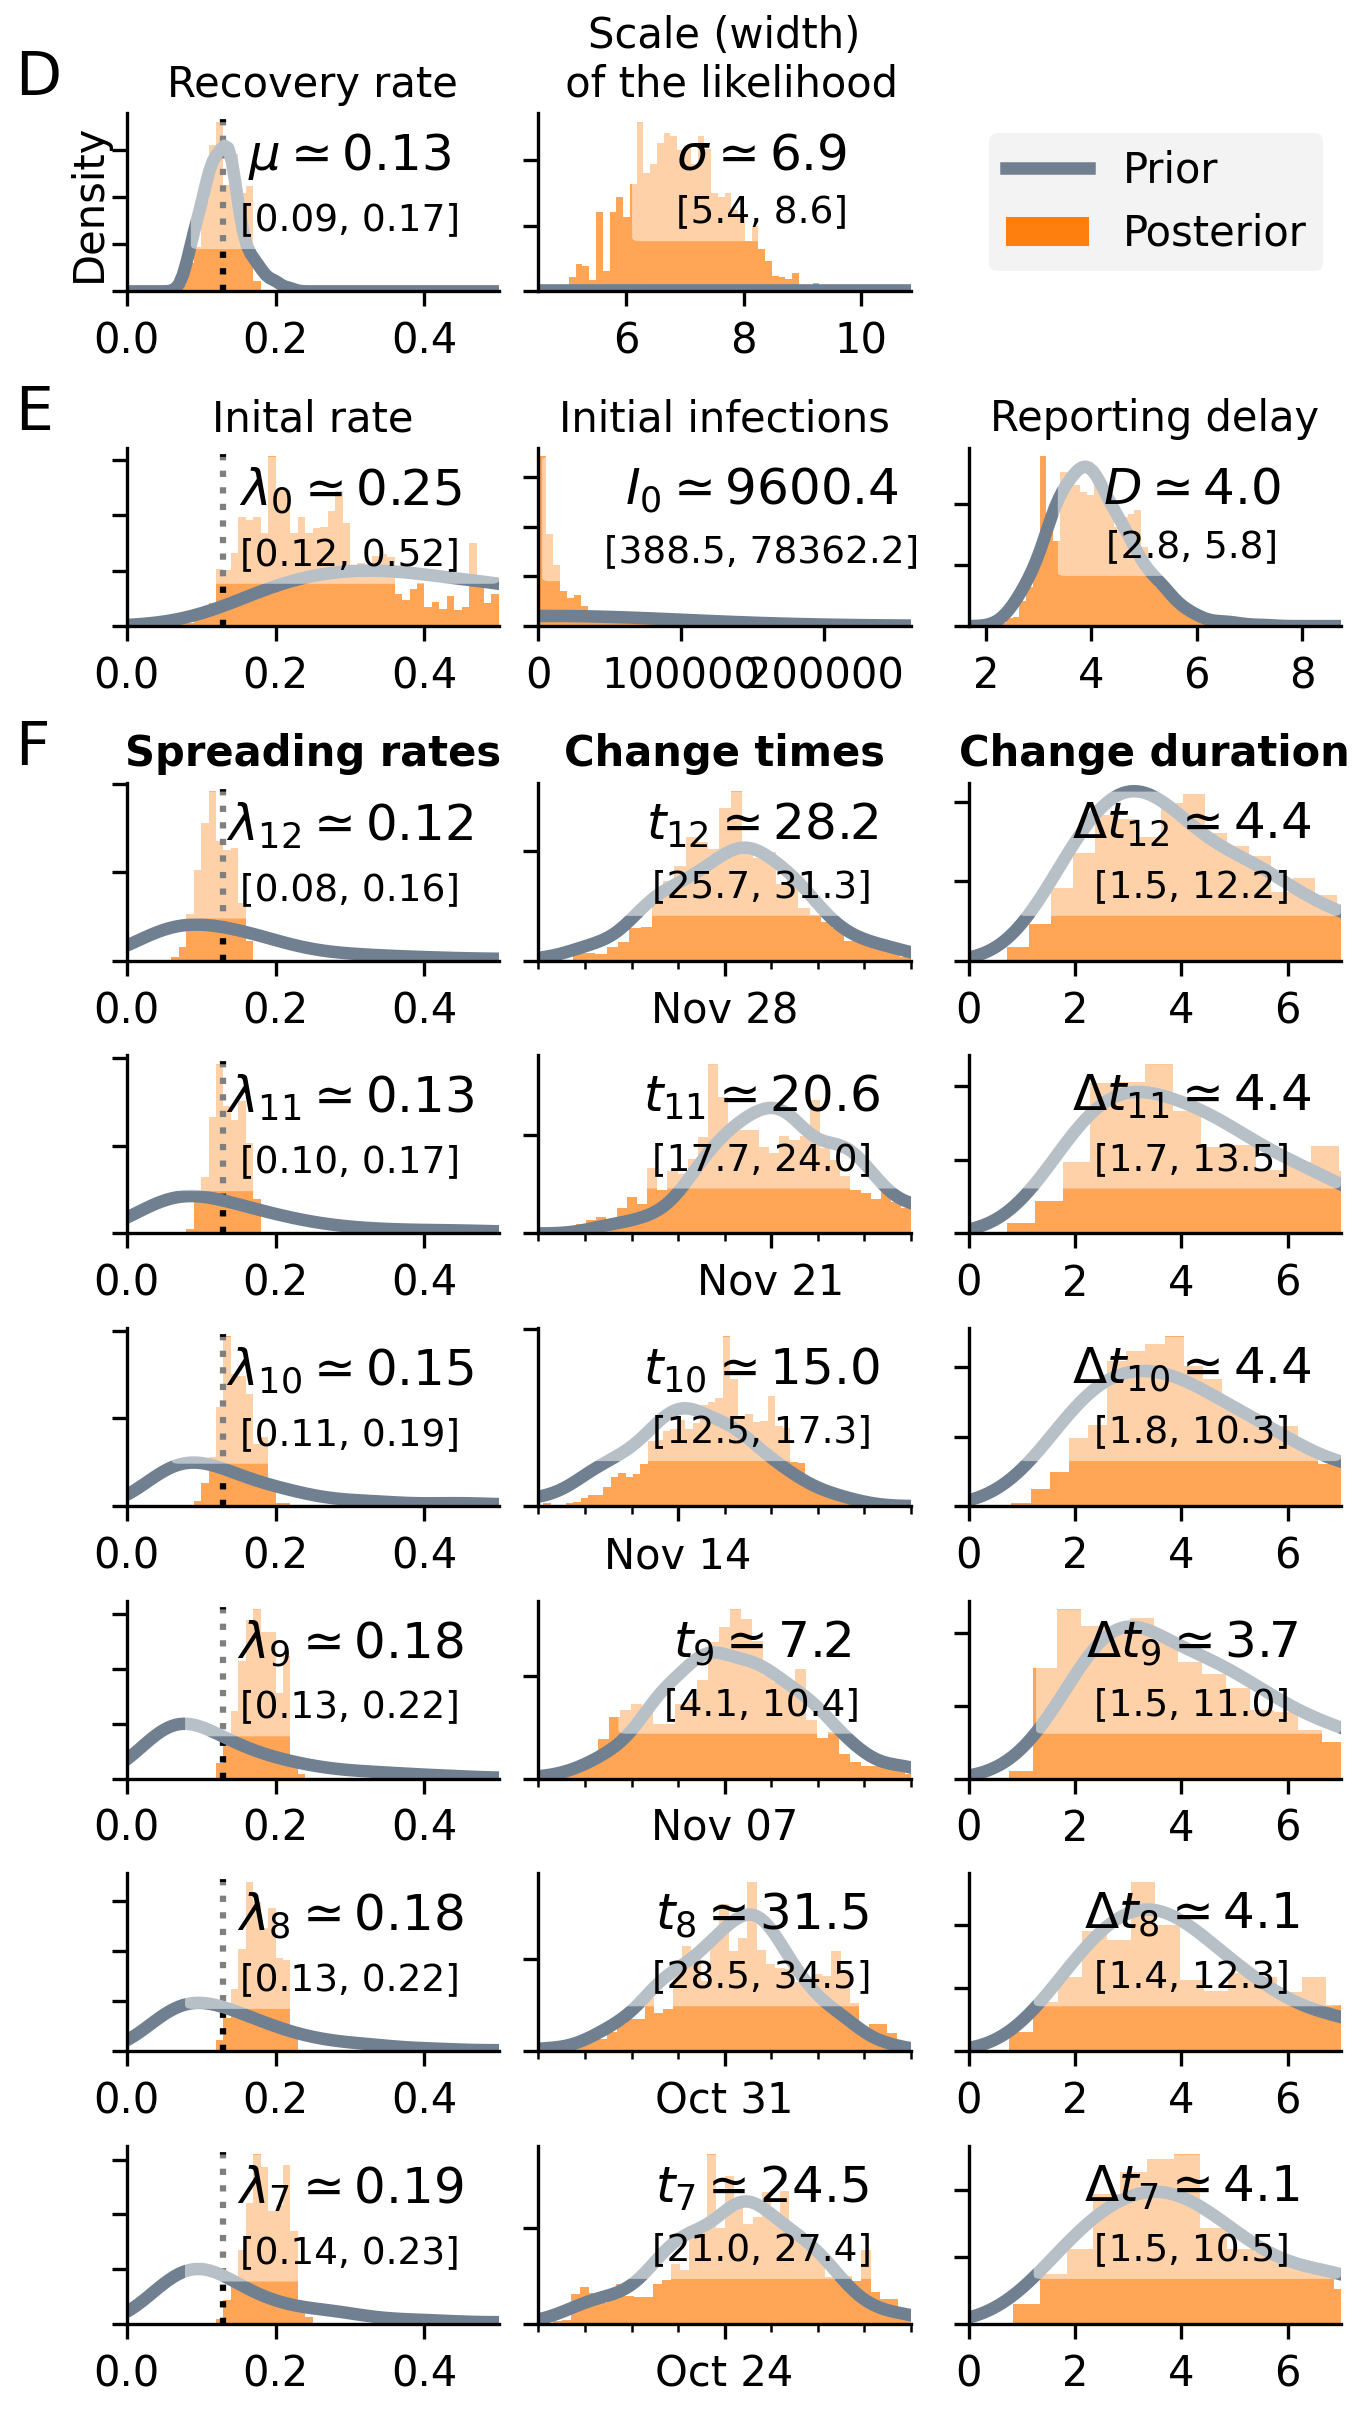 D
Recovery rate
Scale (width)
of the likelihood
Density
μ ≃ 0.13
[0.09, 0.17]
σ ≃ 6.9
[5.4, 8.6]
Prior
Posterior
0.0 0.2 0.4
6 8 10
E
Inital rate
Initial infections
Reporting delay
λ0 ≃ 0.25
[0.12, 0.52]
I0 ≃ 9600.4
[388.5, 78362.2]
D ≃ 4.0
[2.8, 5.8]
0.0 0.2 0.4
0 100000 200000
2 4 6 8
F
Spreading rates
Change times
Change duration
λ12 ≃ 0.12
[0.08, 0.16]
t12 ≃ 28.2
[25.7, 31.3]
Δt12 ≃ 4.4
[1.5, 12.2]
0.0 0.2 0.4
Nov 28
0 2 4 6
λ11 ≃ 0.13
[0.10, 0.17]
t11 ≃ 20.6
[17.7, 24.0]
Δt11 ≃ 4.4
[1.7, 13.5]
0.0 0.2 0.4
Nov 21
0 2 4 6
λ10 ≃ 0.15
[0.11, 0.19]
t10 ≃ 15.0
[12.5, 17.3]
Δt10 ≃ 4.4
[1.8, 10.3]
0.0 0.2 0.4
Nov 14
0 2 4 6
λ9 ≃ 0.18
[0.13, 0.22]
t9 ≃ 7.2
[4.1, 10.4]
Δt9 ≃ 3.7
[1.5, 11.0]
0.0 0.2 0.4
Nov 07
0 2 4 6
λ8 ≃ 0.18
[0.13, 0.22]
t8 ≃ 31.5
[28.5, 34.5]
Δt8 ≃ 4.1
[1.4, 12.3]
0.0 0.2 0.4
Oct 31
0 2 4 6
λ7 ≃ 0.19
[0.14, 0.23]
t7 ≃ 24.5
[21.0, 27.4]
Δt7 ≃ 4.1
[1.5, 10.5]
0.0 0.2 0.4
Oct 24
0 2 4 6